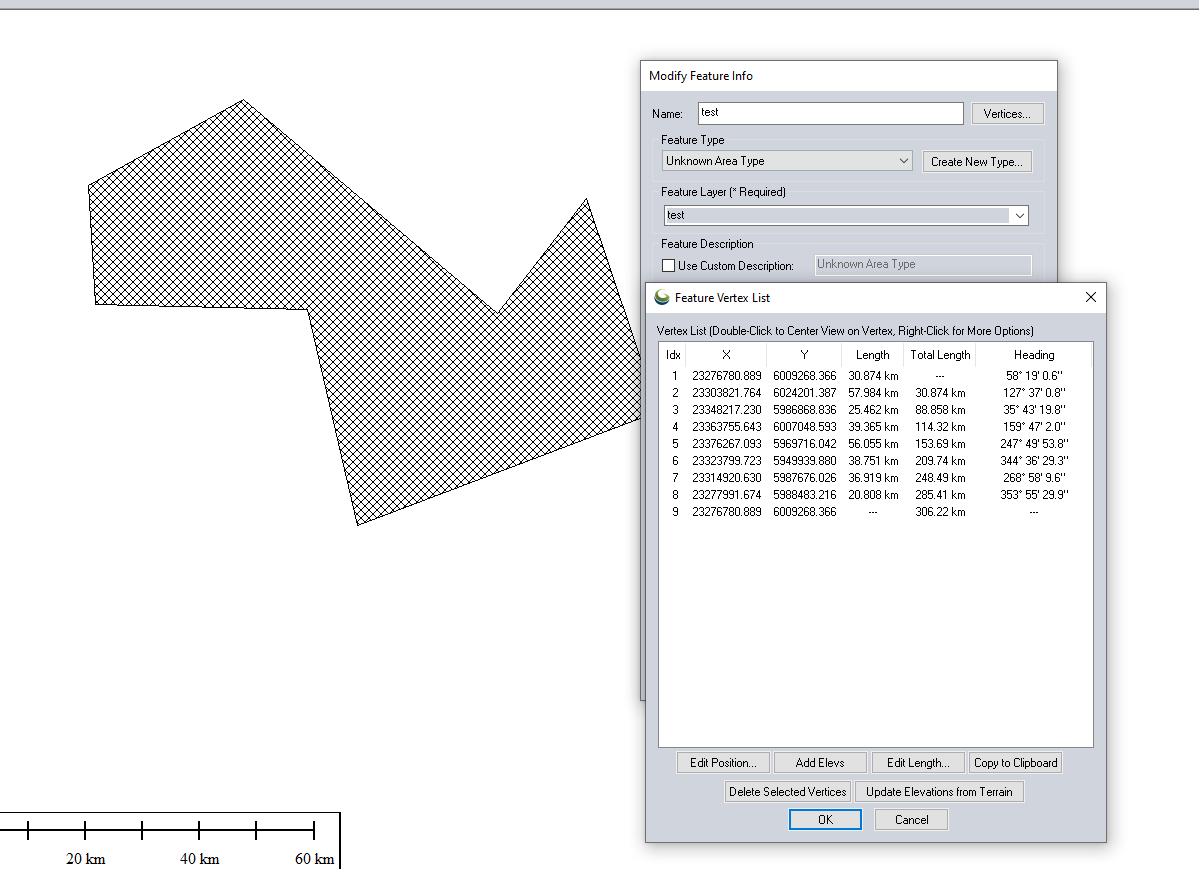 Modify Feature Info
Name: test Vertices...
Feature Type
Unknown Area Type Create New Type...
Feature Layer (* Required)
test
Feature Description
Use Custom Description: Unknown Area Type
Feature Vertex List
Vertex List (Double-Click to Center View on Vertex, Right-Click for More Options)
Idx X Y Length Total Length Heading
1 23276780.889 6009268.366 30.874 km --- 58° 19' 0.6"
2 23303821.764 6024201.387 57.984 km 30.874 km 127° 37' 0.8"
3 23348217.230 5986868.836 25.462 km 88.858 km 35° 43' 19.8"
4 23363755.643 6007048.593 39.365 km 114.32 km 159° 47' 2.0"
5 23376267.093 5969716.042 56.055 km 153.69 km 247° 49' 53.8"
6 23323799.723 5949939.880 38.751 km 209.74 km 344° 36' 29.3"
7 23314920.630 5987676.026 36.919 km 248.49 km 268° 58' 9.6"
8 23277991.674 5988483.216 20.808 km 285.41 km 353° 55' 29.9"
9 23276780.889 6009268.366 --- 306.22 km ---
Edit Position... Add Elevs Edit Length... Copy to Clipboard
Delete Selected Vertices Update Elevations from Terrain
OK Cancel
20 km 40 km 60 km